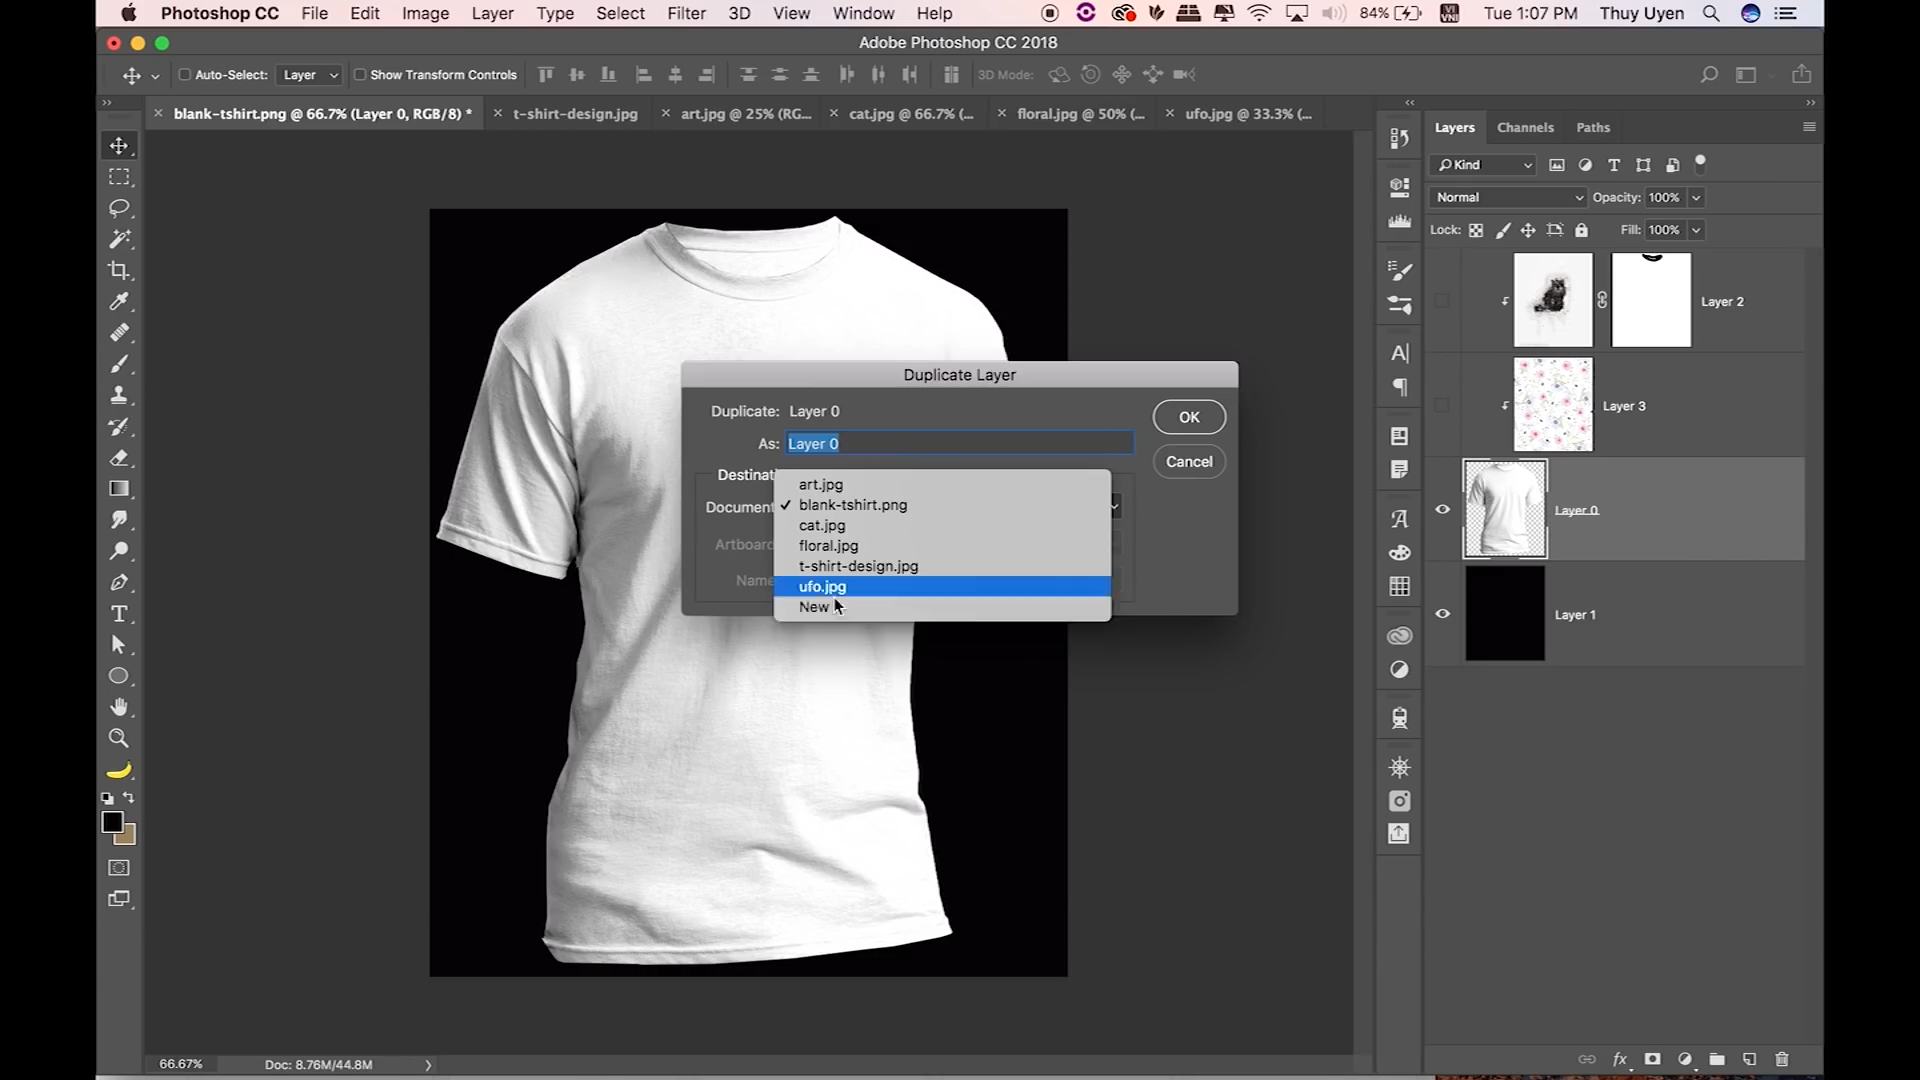 Photoshop CC File Edit Image Layer Type Select Filter 3D View Window Help 84% VI VNI Tue 1:07 PM Thuy Uyen
Adobe Photoshop CC 2018
Auto-Select: Layer Show Transform Controls 3D Mode:
blank-tshirt.png @ 66.7% (Layer 0, RGB/8) * t-shirt-design.jpg art.jpg @ 25% (RG... cat.jpg @ 66.7% (... floral.jpg @ 50% (... ufo.jpg @ 33.3% (...
Layers Channels Paths
Kind
Normal Opacity: 100%
Lock: Fill: 100%
Layer 2
Layer 3
Layer 0
Layer 1
Duplicate Layer
Duplicate: Layer 0
OK
As: Layer 0
Cancel
Destinati
Document
Artboard
Name
art.jpg
✓ blank-tshirt.png
cat.jpg
floral.jpg
t-shirt-design.jpg
ufo.jpg
New
66.67% Doc: 8.76M/44.8M
fx